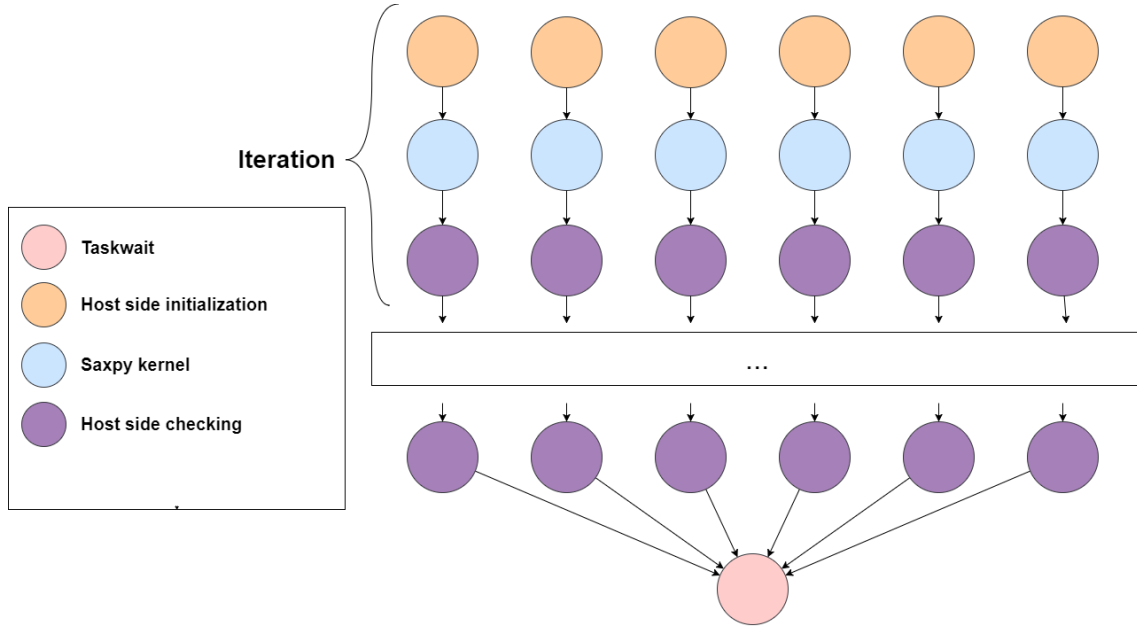 Iteration
Taskwait
Host side initialization
Saxpy kernel
Host side checking
...